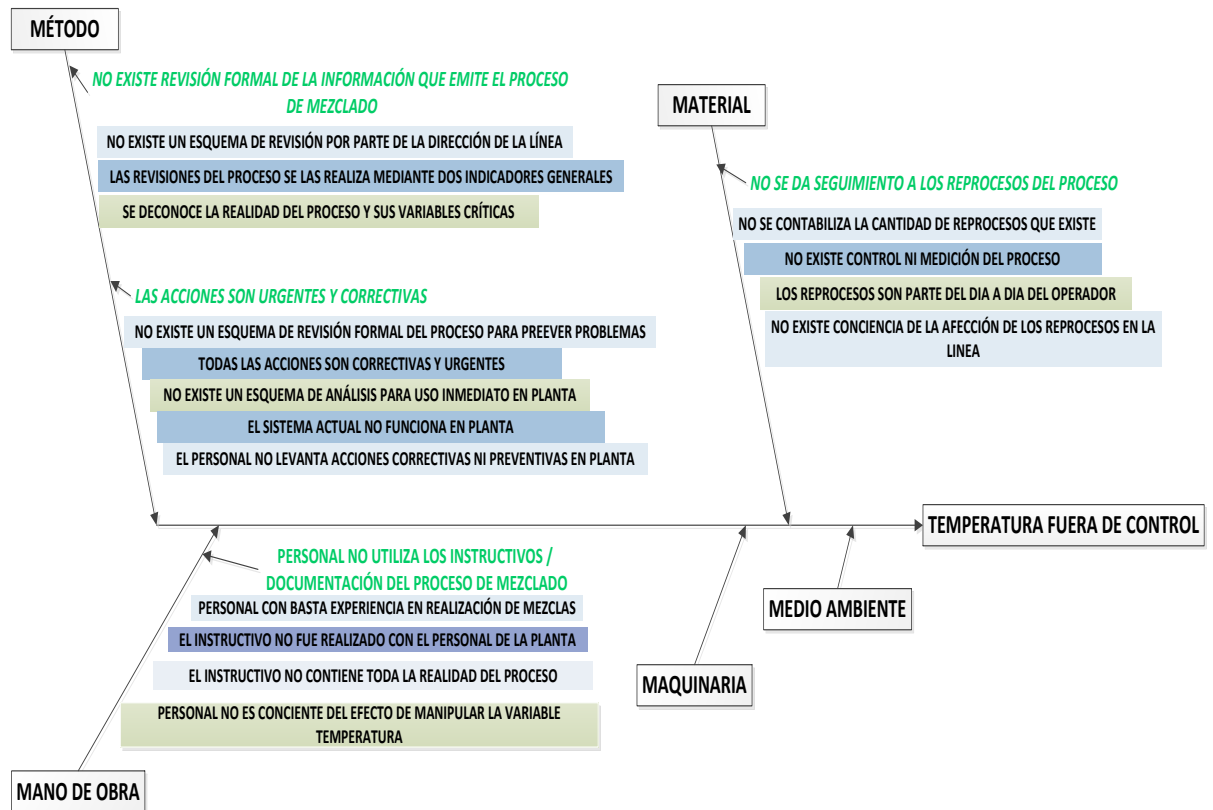 MÉTODO
NO EXISTE REVISIÓN FORMAL DE LA INFORMACIÓN QUE EMITE EL PROCESO
DE MEZCLADO
NO EXISTE UN ESQUEMA DE REVISIÓN POR PARTE DE LA DIRECCIÓN DE LA LÍNEA
LAS REVISIONES DEL PROCESO SE LAS REALIZA MEDIANTE DOS INDICADORES GENERALES
SE DECONOCE LA REALIDAD DEL PROCESO Y SUS VARIABLES CRÍTICAS
LAS ACCIONES SON URGENTES Y CORRECTIVAS
NO EXISTE UN ESQUEMA DE REVISIÓN FORMAL DEL PROCESO PARA PREEVER PROBLEMAS
TODAS LAS ACCIONES SON CORRECTIVAS Y URGENTES
NO EXISTE UN ESQUEMA DE ANÁLISIS PARA USO INMEDIATO EN PLANTA
EL SISTEMA ACTUAL NO FUNCIONA EN PLANTA
EL PERSONAL NO LEVANTA ACCIONES CORRECTIVAS NI PREVENTIVAS EN PLANTA
MATERIAL
NO SE DA SEGUIMIENTO A LOS REPROCESOS DEL PROCESO
NO SE CONTABILIZA LA CANTIDAD DE REPROCESOS QUE EXISTE
NO EXISTE CONTROL NI MEDICIÓN DEL PROCESO
LOS REPROCESOS SON PARTE DEL DIA A DIA DEL OPERADOR
NO EXISTE CONCIENCIA DE LA AFECCIÓN DE LOS REPROCESOS EN LA
LINEA
TEMPERATURA FUERA DE CONTROL
PERSONAL NO UTILIZA LOS INSTRUCTIVOS /
DOCUMENTACIÓN DEL PROCESO DE MEZCLADO
PERSONAL CON BASTA EXPERIENCIA EN REALIZACIÓN DE MEZCLAS
EL INSTRUCTIVO NO FUE REALIZADO CON EL PERSONAL DE LA PLANTA
EL INSTRUCTIVO NO CONTIENE TODA LA REALIDAD DEL PROCESO
PERSONAL NO ES CONCIENTE DEL EFECTO DE MANIPULAR LA VARIABLE
TEMPERATURA
MANO DE OBRA
MAQUINARIA
MEDIO AMBIENTE